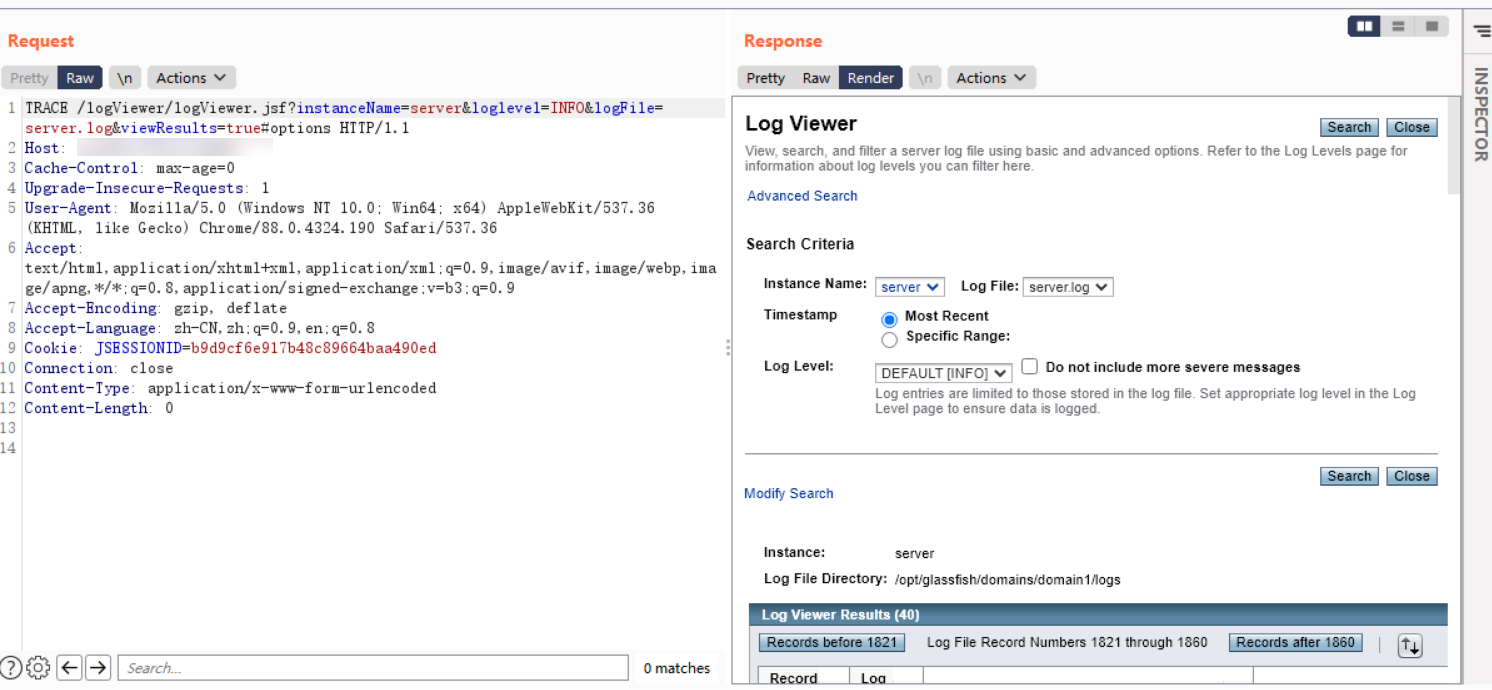 Request
Pretty Raw \n Actions
1 TRACE /logViewer/logViewer.jsf?instanceName=server&loglevel=INFO&logFile=
server.log&viewResults=true#options HTTP/1.1
2 Host:
3 Cache-Control: max-age=0
4 Upgrade-Insecure-Requests: 1
5 User-Agent: Mozilla/5.0 (Windows NT 10.0; Win64; x64) AppleWebKit/537.36
(KHTML, like Gecko) Chrome/88.0.4324.190 Safari/537.36
6 Accept:
text/html,application/xhtml+xml,application/xml;q=0.9,image/avif,image/webp,ima
ge/apng,*/*;q=0.8,application/signed-exchange;v=b3;q=0.9
7 Accept-Encoding: gzip, deflate
8 Accept-Language: zh-CN,zh;q=0.9,en;q=0.8
9 Cookie: JSESSIONID=b9d9cf6e917b48c89664baa490ed
10 Connection: close
11 Content-Type: application/x-www-form-urlencoded
12 Content-Length: 0
13
14
? Search... 0 matches
Response
Pretty Raw Render \n Actions
Log Viewer
Search Close
View, search, and filter a server log file using basic and advanced options. Refer to the Log Levels page for
information about log levels you can filter here.
Advanced Search
Search Criteria
Instance Name: server Log File: server.log
Timestamp Most Recent
Specific Range:
Log Level: DEFAULT [INFO] Do not include more severe messages
Log entries are limited to those stored in the log file. Set appropriate log level in the Log
Level page to ensure data is logged.
Search Close
Modify Search
Instance: server
Log File Directory: /opt/glassfish/domains/domain1/logs
Log Viewer Results (40)
Records before 1821 Log File Record Numbers 1821 through 1860 Records after 1860
Record Log
INSPECTOR